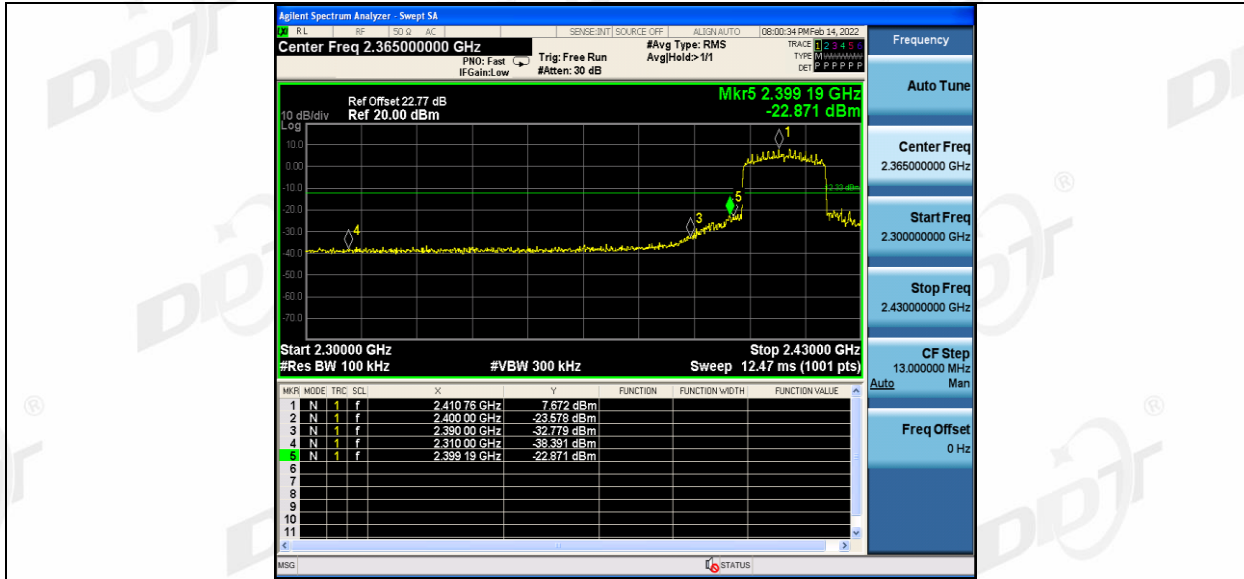 Agilent Spectrum Analyzer - Swept SA
RL RF 50 Ω AC SENSE:INT SOURCE OFF ALIGN AUTO 08:00:34 PM Feb 14, 2022
Center Freq 2.365000000 GHz
PNO: Fast
IFGain:Low
Trig: Free Run
#Atten: 30 dB
#Avg Type: RMS
Avg|Hold:>1/1
TRACE 1 2 3 4 5 6
TYPE M
DET P P P P P P
Mkr5 2.399 19 GHz
-22.871 dBm
Ref Offset 22.77 dB
10 dB/div Ref 20.00 dBm
Log
10.0
0.00
-10.0
-20.0
-30.0
-40.0
-50.0
-60.0
-70.0
1
5
3
4
Start 2.30000 GHz Stop 2.43000 GHz
#Res BW 100 kHz #VBW 300 kHz Sweep 12.47 ms (1001 pts)
MKR MODE TRC SCL X Y FUNCTION FUNCTION WIDTH FUNCTION VALUE
1 N 1 f 2.410 76 GHz 7.672 dBm
2 N 1 f 2.400 00 GHz -23.578 dBm
3 N 1 f 2.390 00 GHz -32.779 dBm
4 N 1 f 2.310 00 GHz -38.391 dBm
5 N 1 f 2.399 19 GHz -22.871 dBm
6
7
8
9
10
11
MSG STATUS
Frequency
Auto Tune
Center Freq
2.365000000 GHz
Start Freq
2.300000000 GHz
Stop Freq
2.430000000 GHz
CF Step
13.000000 MHz
Auto Man
Freq Offset
0 Hz
DDT
®